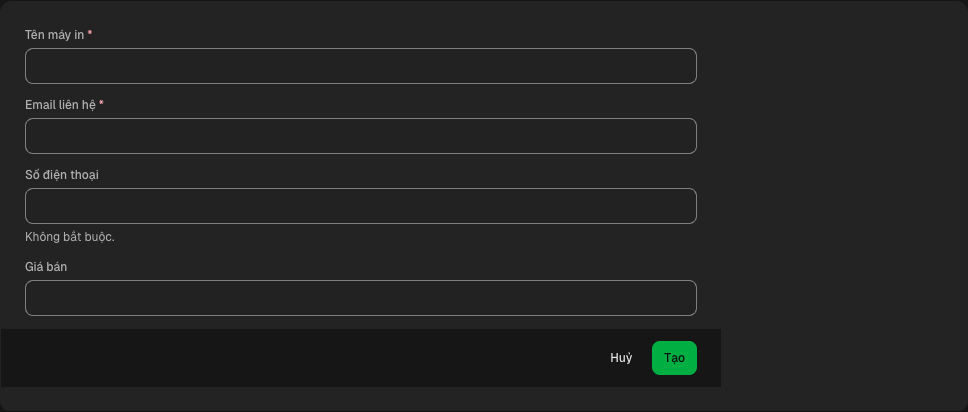 Tên máy in *
Email liên hệ *
Số điện thoại
Không bắt buộc.
Giá bán
Huỷ
Tạo